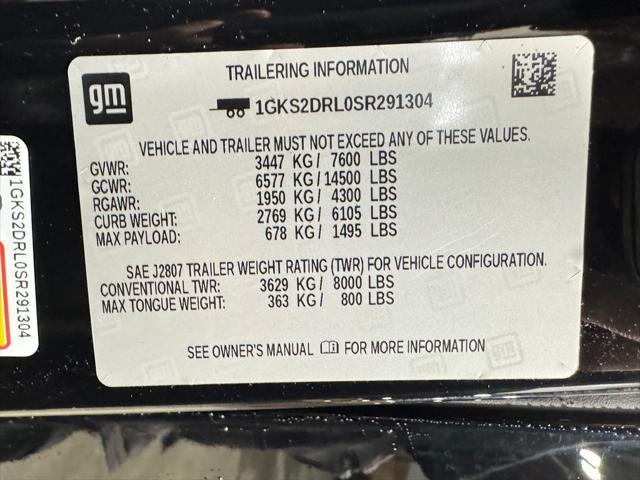 gm
TRAILERING INFORMATION
1GKS2DRL0SR291304
VEHICLE AND TRAILER MUST NOT EXCEED ANY OF THESE VALUES.
GVWR: 3447 KG/ 7600 LBS
GCWR: 6577 KG/14500 LBS
RGAWR: 1950 KG/ 4300 LBS
CURB WEIGHT: 2769 KG/ 6105 LBS
MAX PAYLOAD: 678 KG/ 1495 LBS
SAE J2807 TRAILER WEIGHT RATING (TWR) FOR VEHICLE CONFIGURATION.
CONVENTIONAL TWR: 3629 KG/ 8000 LBS
MAX TONGUE WEIGHT: 363 KG/ 800 LBS
SEE OWNER'S MANUAL FOR MORE INFORMATION
1GKS2DRL0SR291304